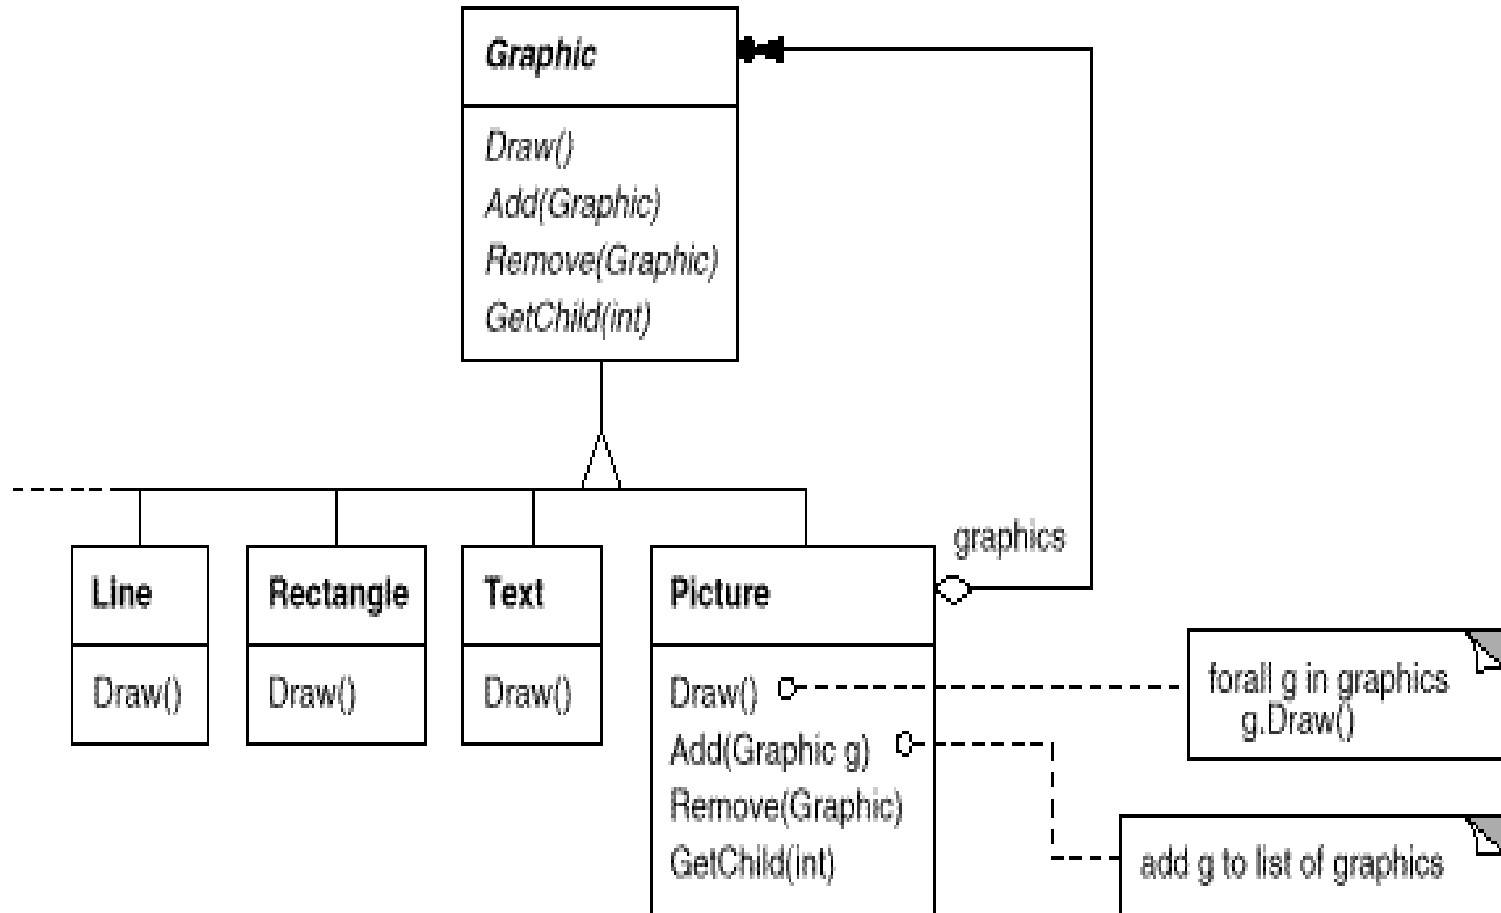 Graphic
Draw()
Add(Graphic)
Remove(Graphic)
GetChild(int)
graphics
Line
Draw()
Rectangle
Draw()
Text
Draw()
Picture
Draw()
Add(Graphic g)
Remove(Graphic)
GetChild(int)
forall g in graphics
g.Draw()
add g to list of graphics